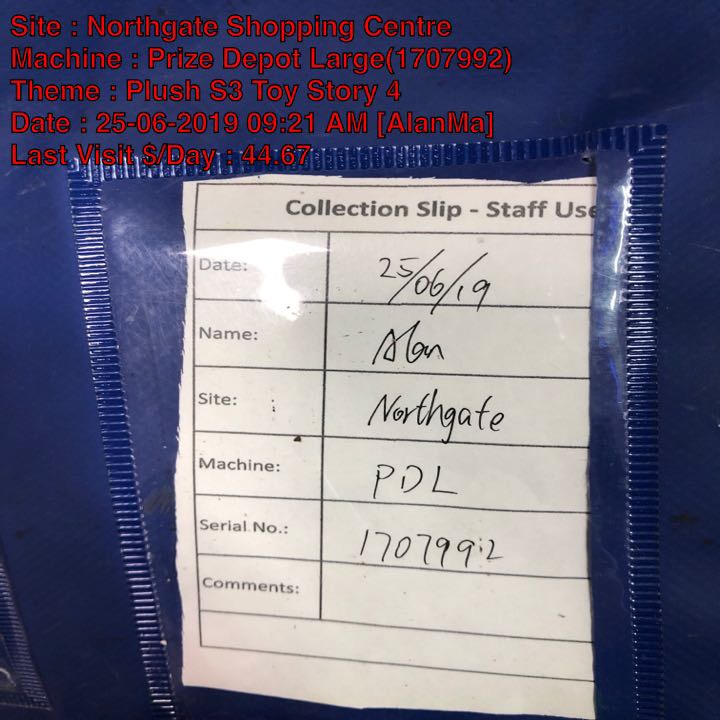 Site : Northgate Shopping Centre
Machine : Prize Depot Large(1707992)
Theme : Plush S3 Toy Story 4
Date : 25-06-2019 09:21 AM [AlanMa]
Last Visit $/Day : 44.67
Collection Slip - Staff Use
Date: 25/06/19
Name: Alan
Site: Northgate
Machine: PDL
Serial No.: 1707992
Comments: